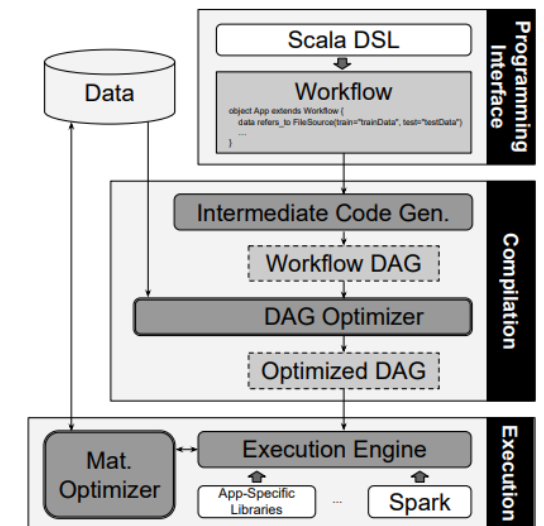 Scala DSL
Data
Workflow
object App extends Workflow {
data refers_to FileSource(train="trainData", test="testData")
...
}
Programming
Interface
Intermediate Code Gen.
Workflow DAG
DAG Optimizer
Optimized DAG
Compilation
Mat.
Optimizer
Execution Engine
App-Specific
Libraries
...
Spark
Execution